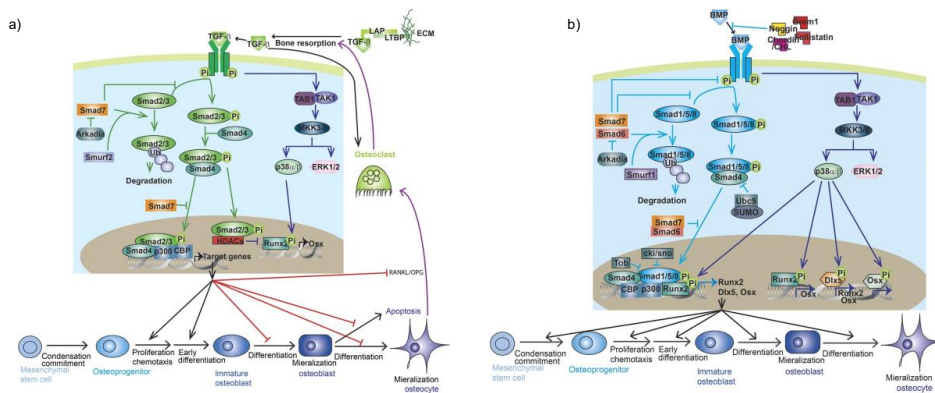 a)
TGF-β
TGF-β
Bone resorption
TGF-β
LAP
LTBP
ECM
Pi
Pi
Smad7
Smad2/3
TAB1
TAK1
Arkadia
Smad2/3
Pi
Smad4
MKK3/6
Smurf2
Smad2/3
Ub
Smad2/3
Pi
Smad4
p38α/β
ERK1/2
Osteoclast
Degradation
Smad7
Smad2/3
Pi
Smad4
p300
CBP
HDACs
Pi
Runx2
Pi
Osx
Target genes
RANKL/OPG
Apoptosis
Condensation
commitment
Proliferation
chemotaxis
Early
differentiation
Differentiation
Differentiation
Mesenchymal
stem cell
Osteoprogenitor
Immature
osteoblast
Mieralization
osteoblast
Mieralization
osteocyte
b)
BMP
BMP
Noggin
Grem1
Chordin
/CHL
Follistatin
Pi
Pi
Smad7
Smad6
Smad1/5/8
TAB1
TAK1
Smad1/5/8
Pi
Arkadia
Smurf1
Smad1/5/8
Ub
MKK3/6
Smad1/5/8
Pi
Smad4
p38α/β
ERK1/2
Degradation
Ubc9
SUMO
Smad7
Smad6
cki/sno
Tob
Smad4
Smad1/5/8
Pi
CBP
p300
Runx2
Pi
Runx2
Dlx5, Osx
Runx2
Pi
Osx
Dlx5
Pi
Runx2
Osx
Osx
Pi
Condensation
commitment
Proliferation
chemotaxis
Early
differentiation
Differentiation
Differentiation
Mesenchymal
stem cell
Osteoprogenitor
Immature
osteoblast
Mieralization
osteoblast
Mieralization
osteocyte